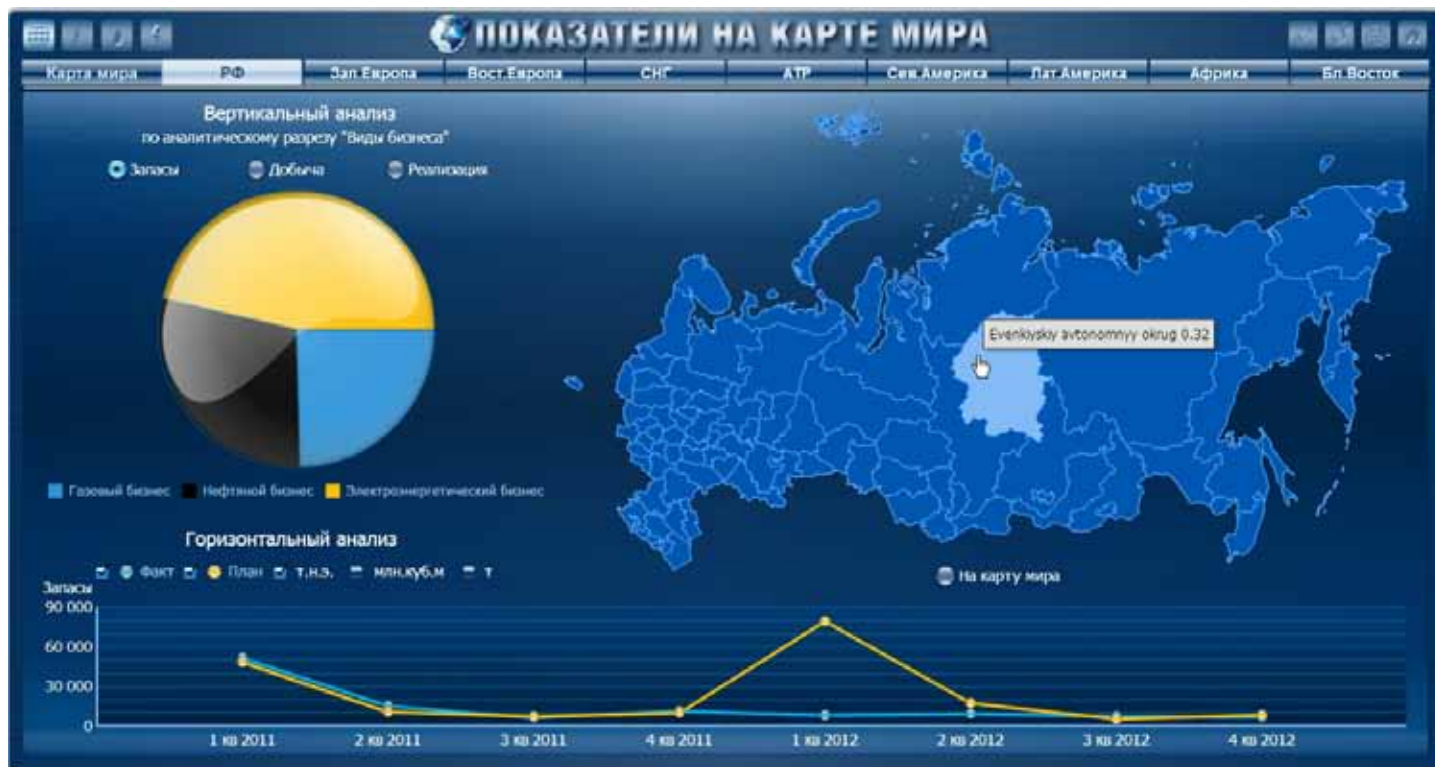 ПОКАЗАТЕЛИ НА КАРТЕ МИРА
Карта мира РФ Зап.Европа Вост.Европа СНГ АТР Сев.Америка Лат.Америка Африка Бл.Восток
Вертикальный анализ
по аналитическому разрезу "Виды бизнеса"
Запасы Добыча Реализация
Evenkiyskiy avtonomnyy okrug 0.32
Газовый бизнес Нефтяной бизнес Электроэнергетический бизнес
Горизонтальный анализ
Факт План т.н.э. млн.куб.м т
На карту мира
Запасы
90 000
60 000
30 000
0
1 кв 2011 2 кв 2011 3 кв 2011 4 кв 2011 1 кв 2012 2 кв 2012 3 кв 2012 4 кв 2012